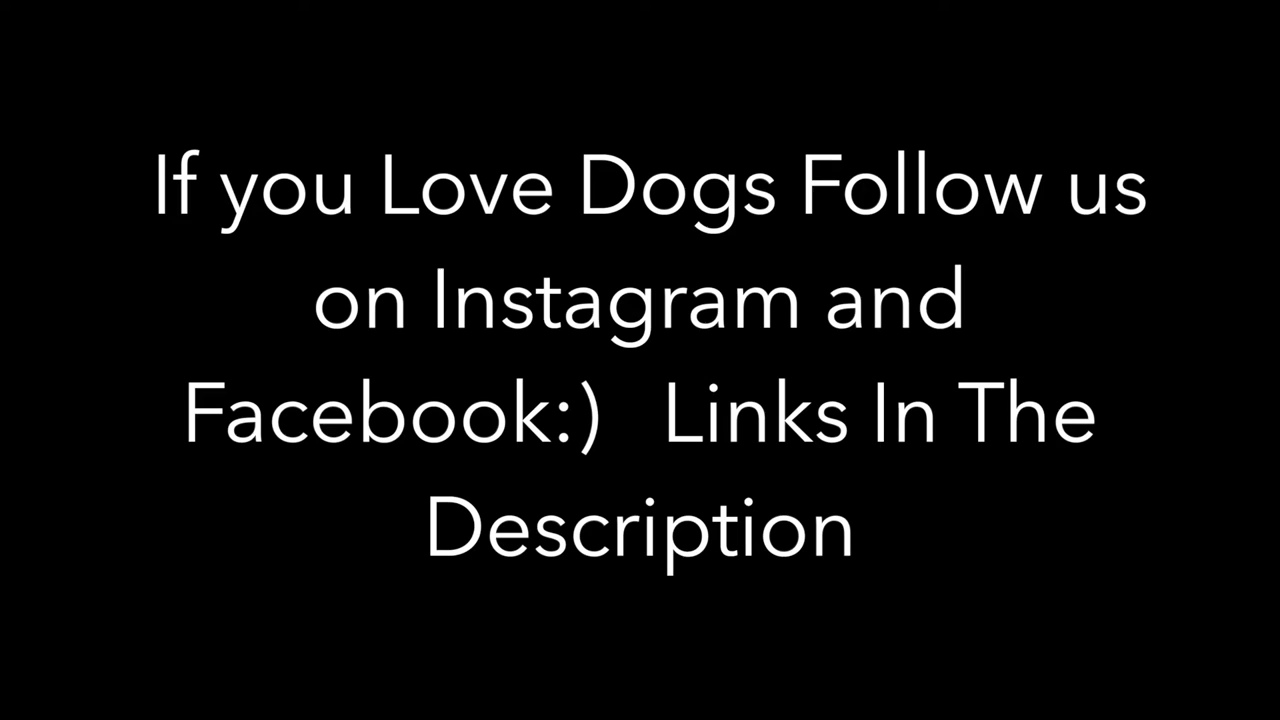 If you Love Dogs Follow us
on Instagram and
Facebook:)   Links In The
Description